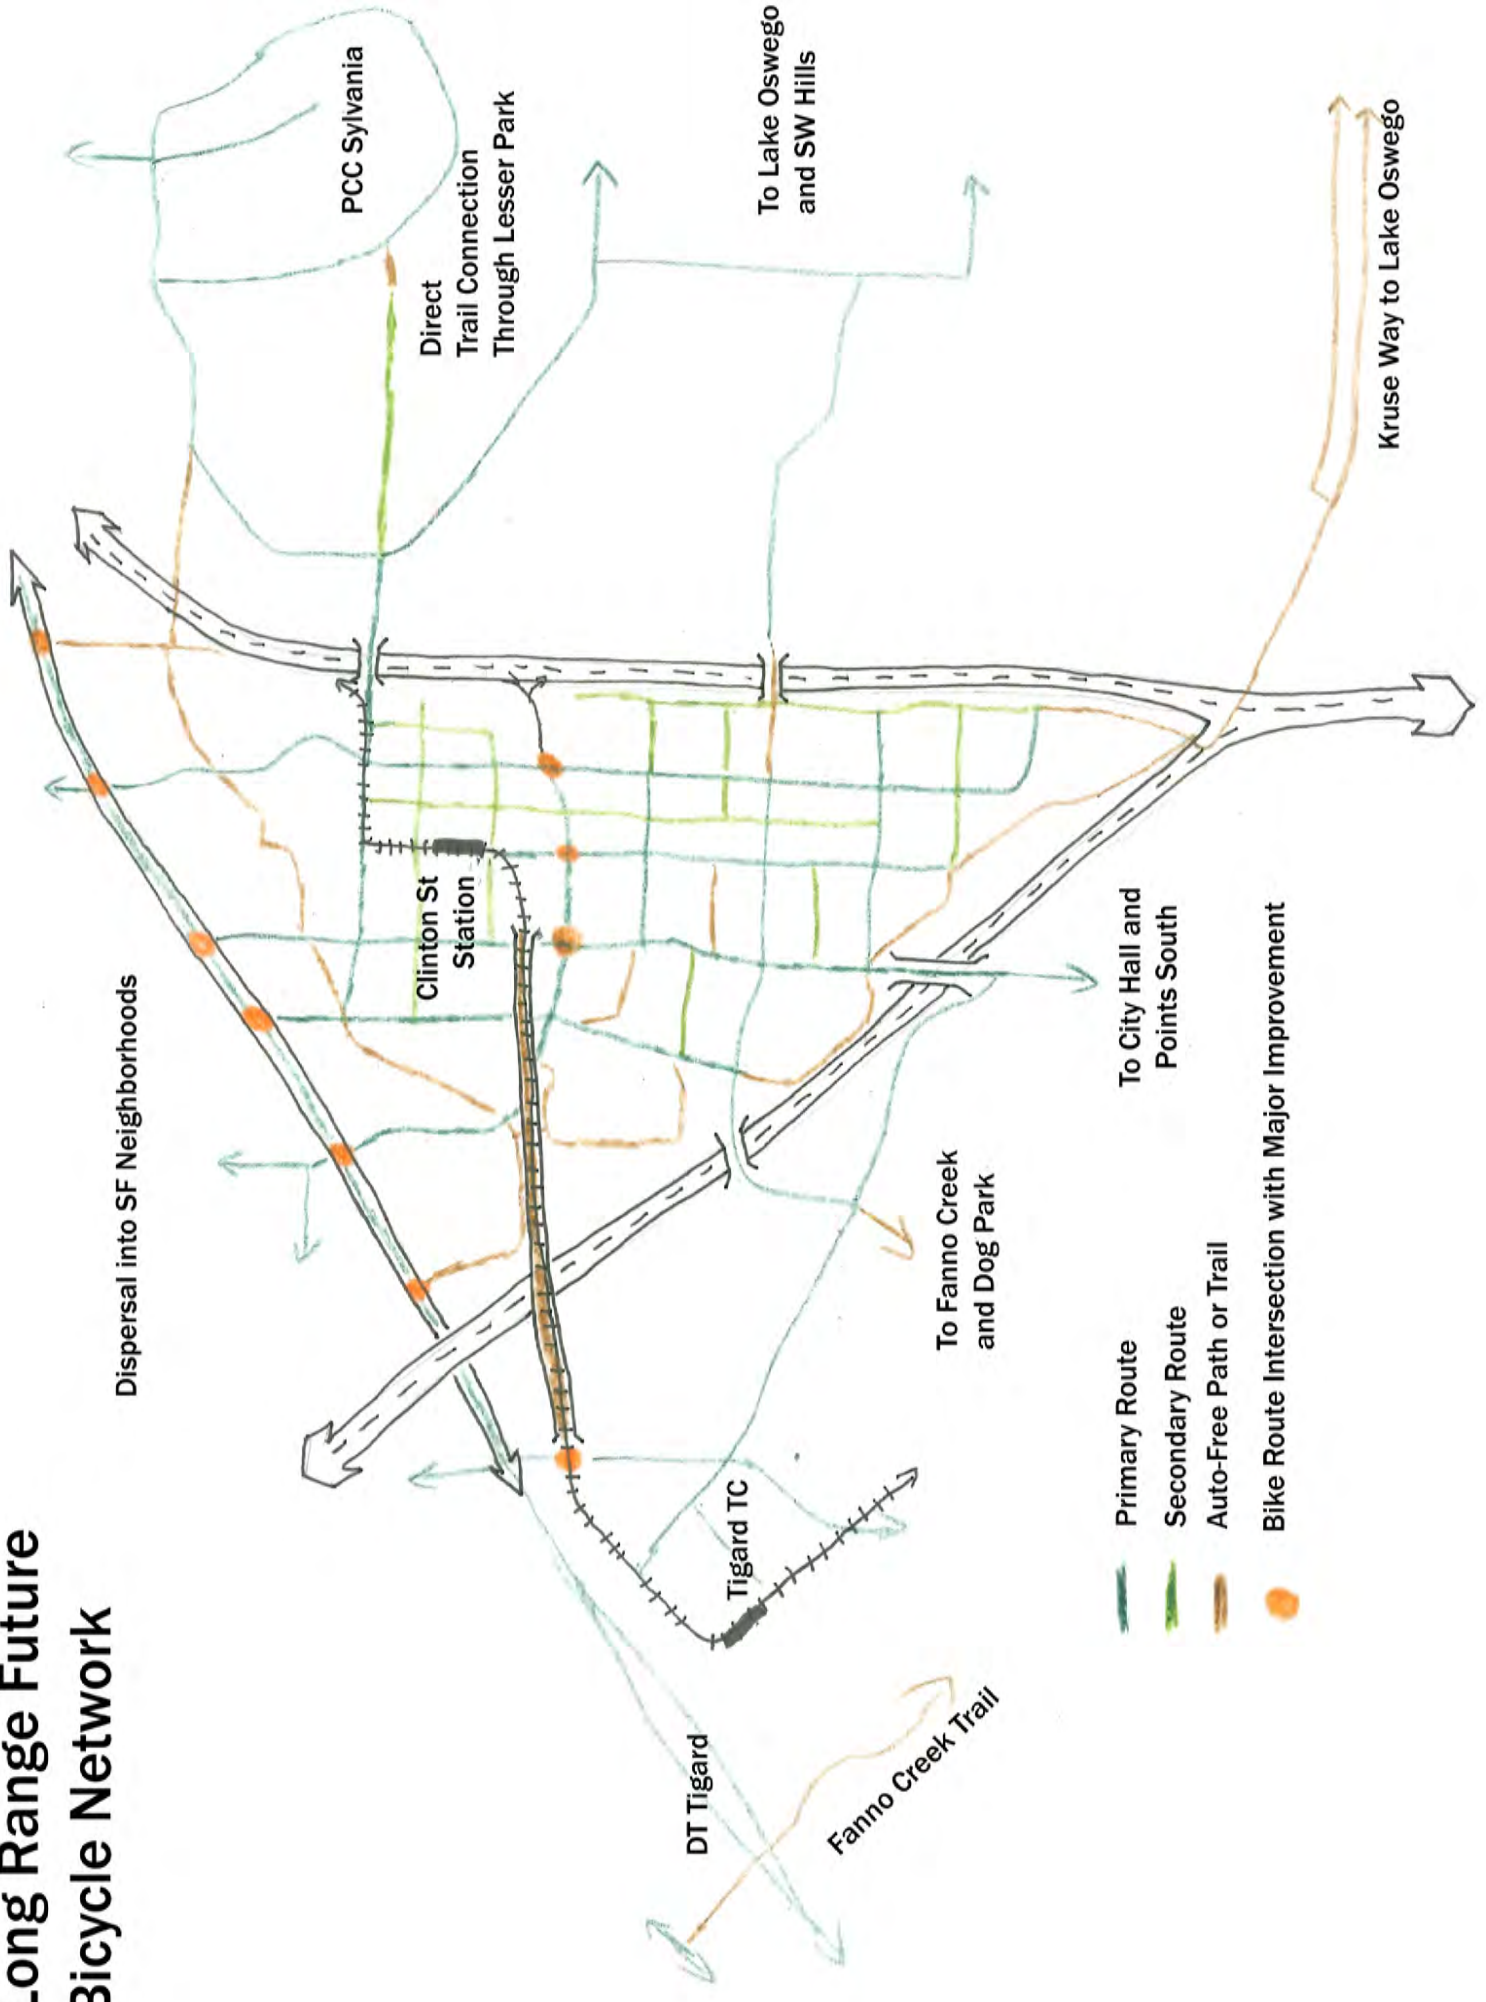 ong Range Future
Bicycle Network
Dispersal into SF Neighborhoods
PCC Sylvania
Direct
Trail Connection
Through Lesser Park
To Lake Oswego
and SW Hills
Kruse Way to Lake Oswego
Clinton St
Station
To City Hall and
Points South
To Fanno Creek
and Dog Park
Tigard TC
DT Tigard
Fanno Creek Trail
Primary Route
Secondary Route
Auto-Free Path or Trail
Bike Route Intersection with Major Improvement